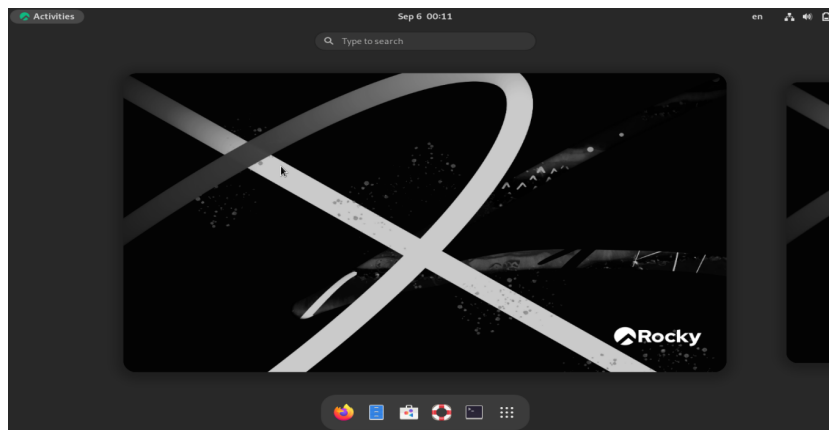 Activities
Sep 6 00:11
en
Type to search
Rocky